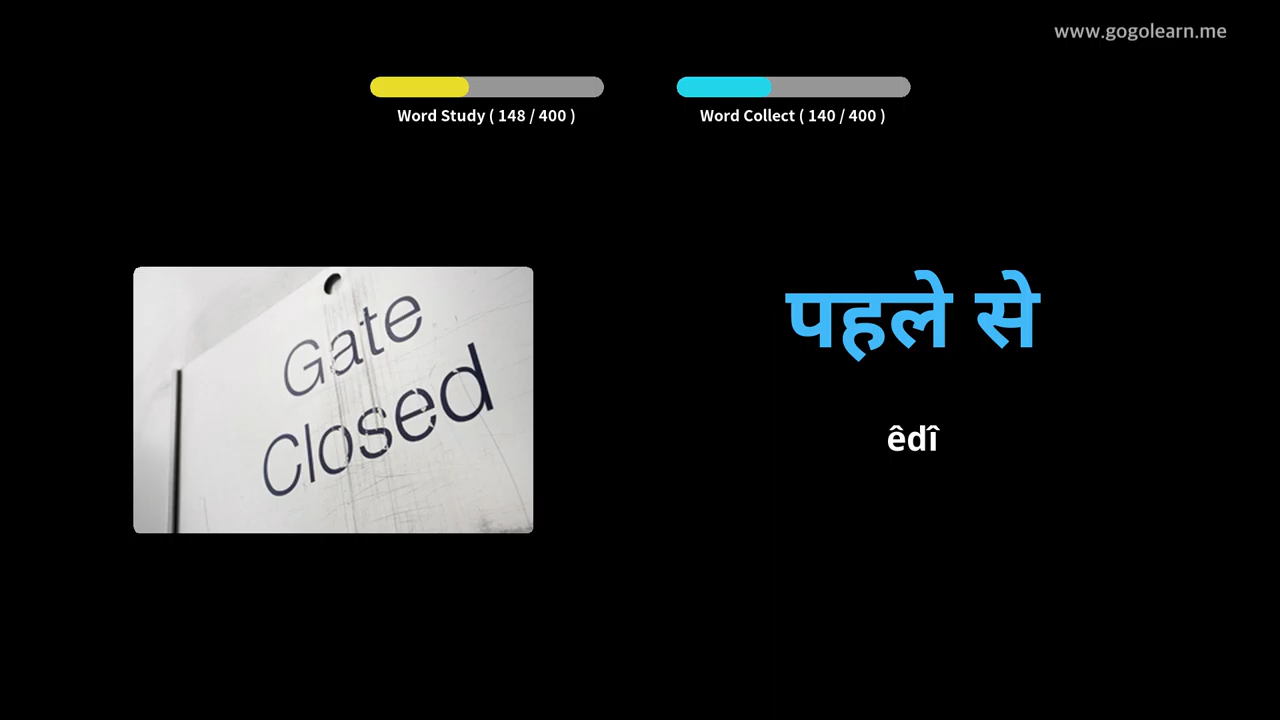 www.gogolearn.me
Word Study ( 148 / 400 )
Word Collect ( 140 / 400 )
Gate
Closed
पहले से
êdî